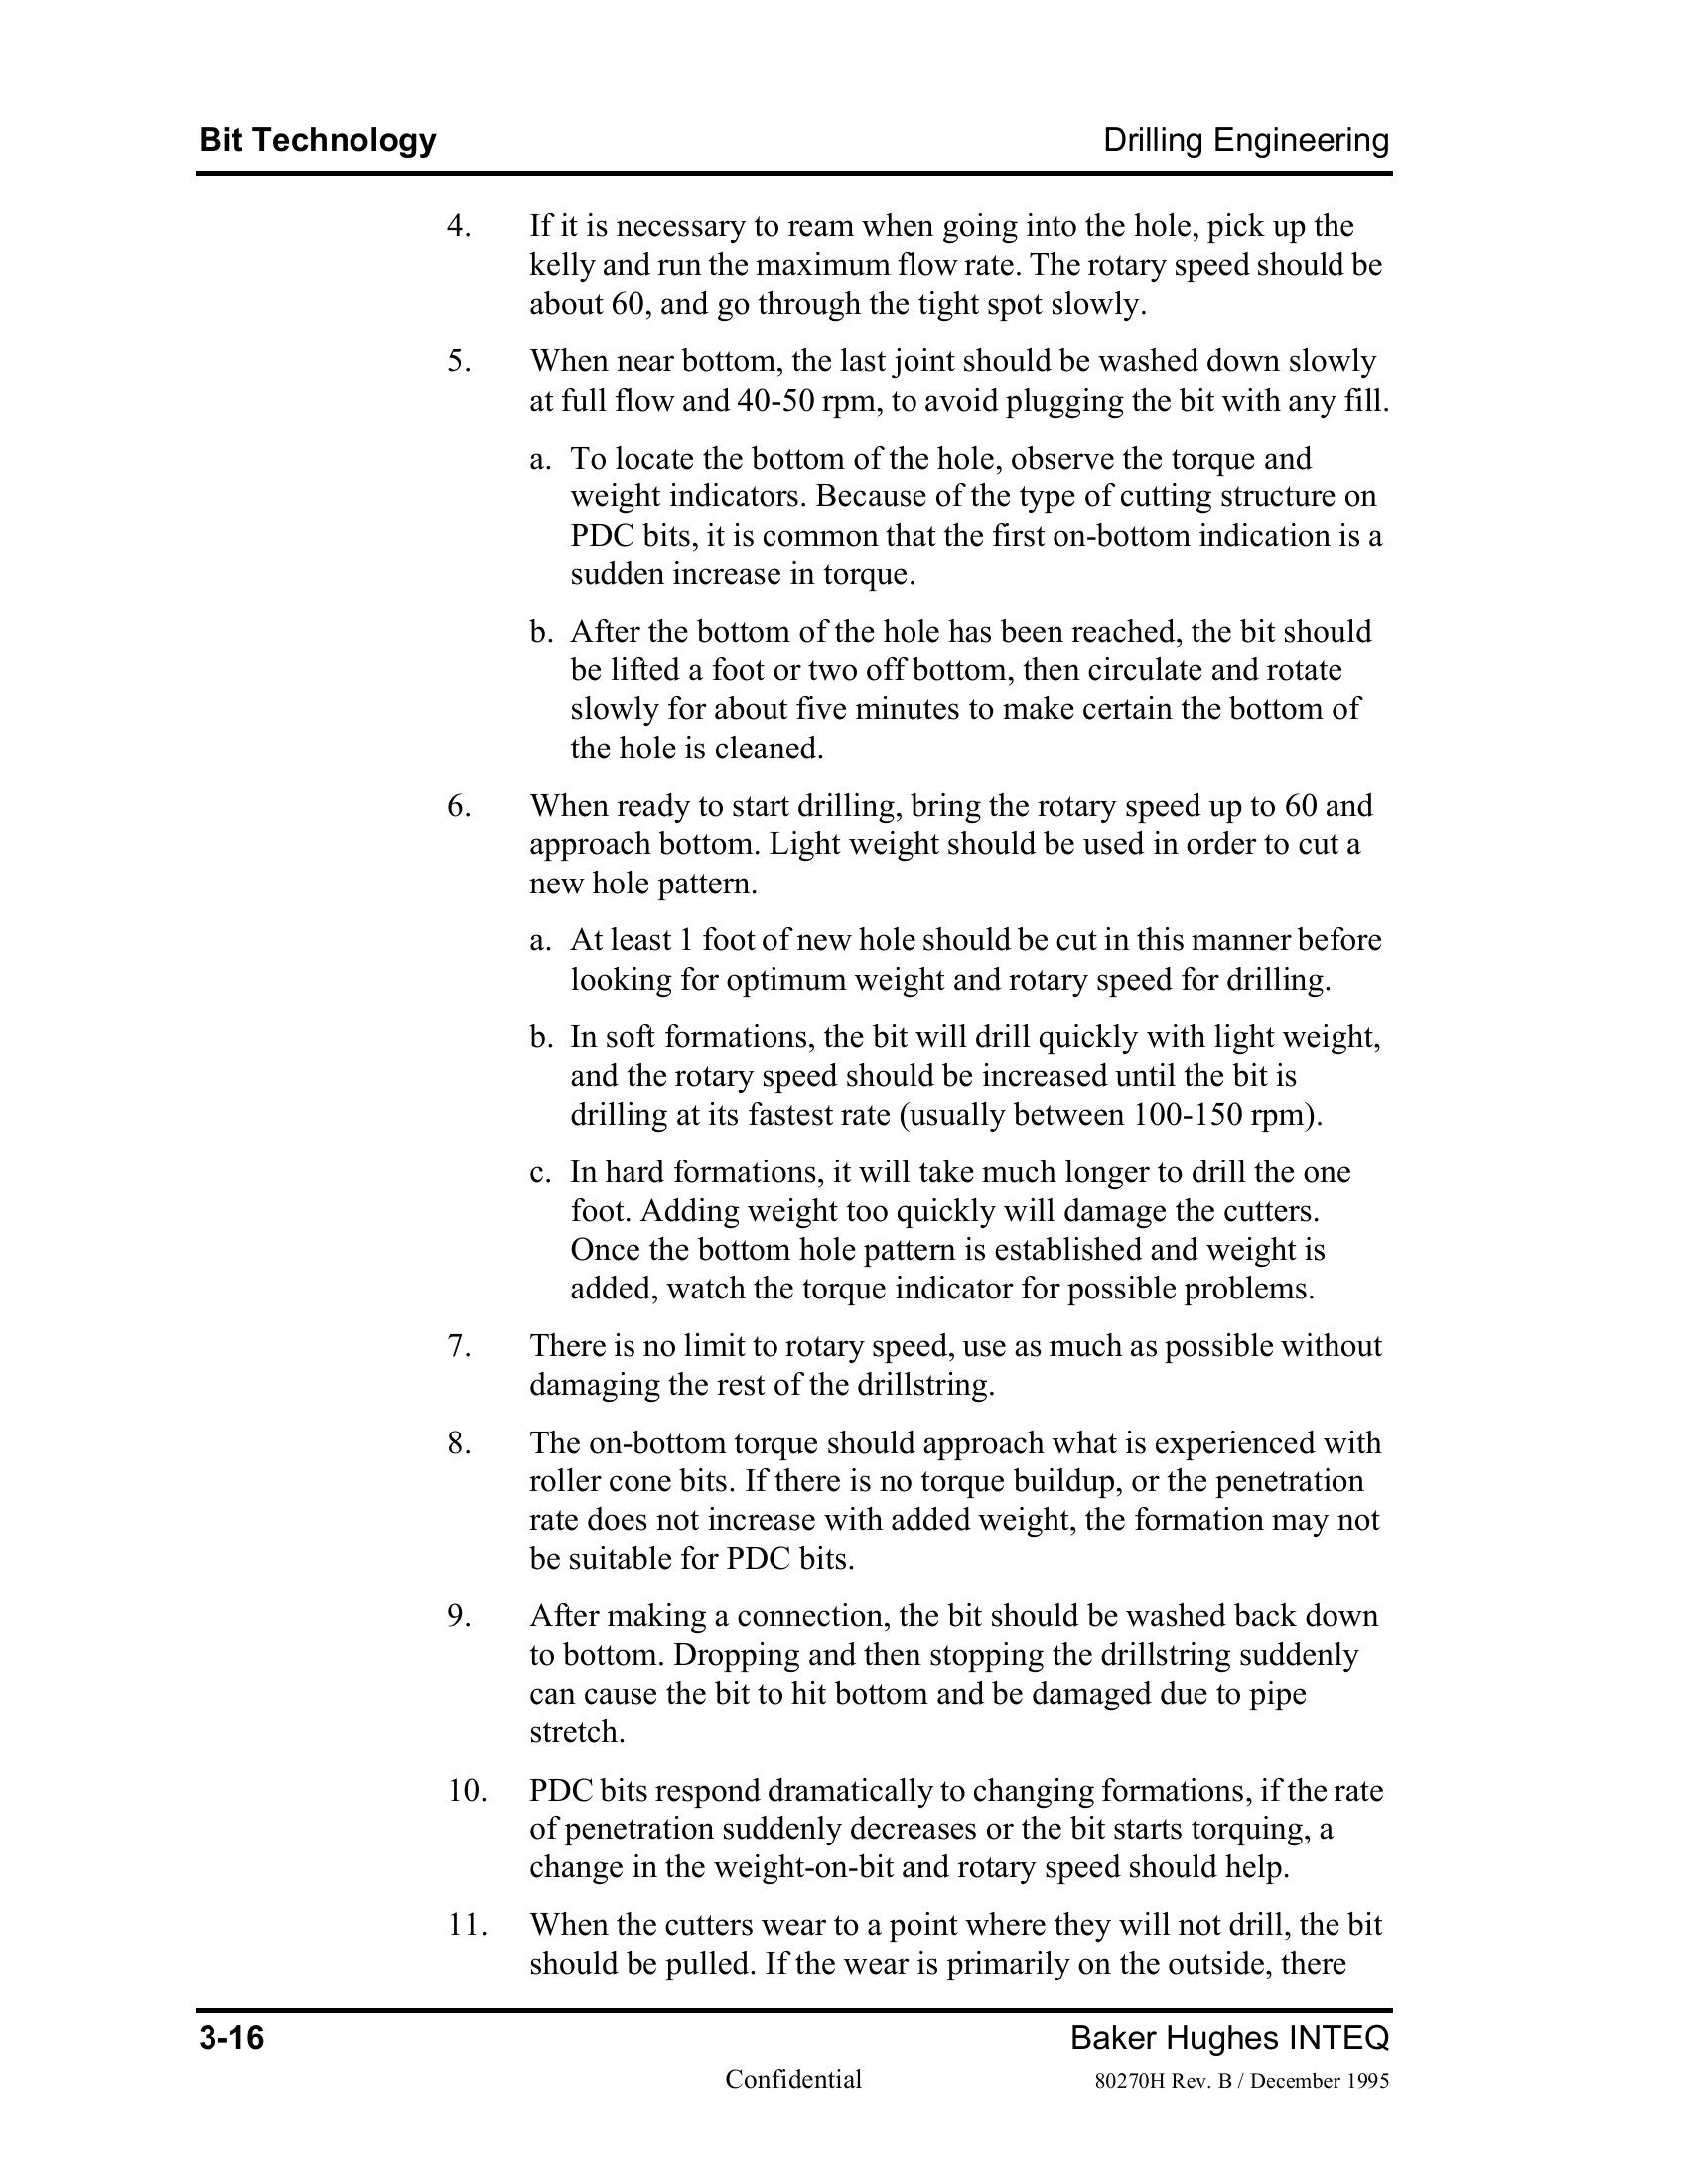 Bit Technology Drilling Engineering
4. If it is necessary to ream when going into the hole, pick up the
kelly and run the maximum flow rate. The rotary speed should be
about 60, and go through the tight spot slowly.
5. When near bottom, the last joint should be washed down slowly
at full flow and 40-50 rpm, to avoid plugging the bit with any fill.
a. To locate the bottom of the hole, observe the torque and
weight indicators. Because of the type of cutting structure on
PDC bits, it is common that the first on-bottom indication is a
sudden increase in torque.
b. After the bottom of the hole has been reached, the bit should
be lifted a foot or two off bottom, then circulate and rotate
slowly for about five minutes to make certain the bottom of
the hole is cleaned.
6. When ready to start drilling, bring the rotary speed up to 60 and
approach bottom. Light weight should be used in order to cut a
new hole pattern.
a. At least 1 foot of new hole should be cut in this manner before
looking for optimum weight and rotary speed for drilling.
b. In soft formations, the bit will drill quickly with light weight,
and the rotary speed should be increased until the bit is
drilling at its fastest rate (usually between 100-150 rpm).
c. In hard formations, it will take much longer to drill the one
foot. Adding weight too quickly will damage the cutters.
Once the bottom hole pattern is established and weight is
added, watch the torque indicator for possible problems.
7. There is no limit to rotary speed, use as much as possible without
damaging the rest of the drillstring.
8. The on-bottom torque should approach what is experienced with
roller cone bits. If there is no torque buildup, or the penetration
rate does not increase with added weight, the formation may not
be suitable for PDC bits.
9. After making a connection, the bit should be washed back down
to bottom. Dropping and then stopping the drillstring suddenly
can cause the bit to hit bottom and be damaged due to pipe
stretch.
10. PDC bits respond dramatically to changing formations, if the rate
of penetration suddenly decreases or the bit starts torquing, a
change in the weight-on-bit and rotary speed should help.
11. When the cutters wear to a point where they will not drill, the bit
should be pulled. If the wear is primarily on the outside, there
3-16 Baker Hughes INTEQ
Confidential 80270H Rev. B / December 1995